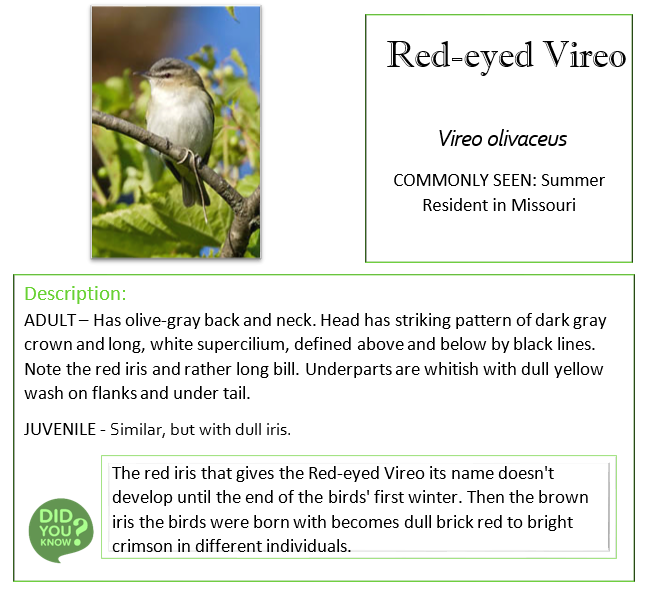 Red-eyed Vireo
Vireo olivaceus
COMMONLY SEEN: Summer
Resident in Missouri
Description:
ADULT – Has olive-gray back and neck. Head has striking pattern of dark gray
crown and long, white supercilium, defined above and below by black lines.
Note the red iris and rather long bill. Underparts are whitish with dull yellow
wash on flanks and under tail.
JUVENILE - Similar, but with dull iris.
The red iris that gives the Red-eyed Vireo its name doesn't
develop until the end of the birds' first winter. Then the brown
iris the birds were born with becomes dull brick red to bright
crimson in different individuals.
DID
YOU
KNOW?